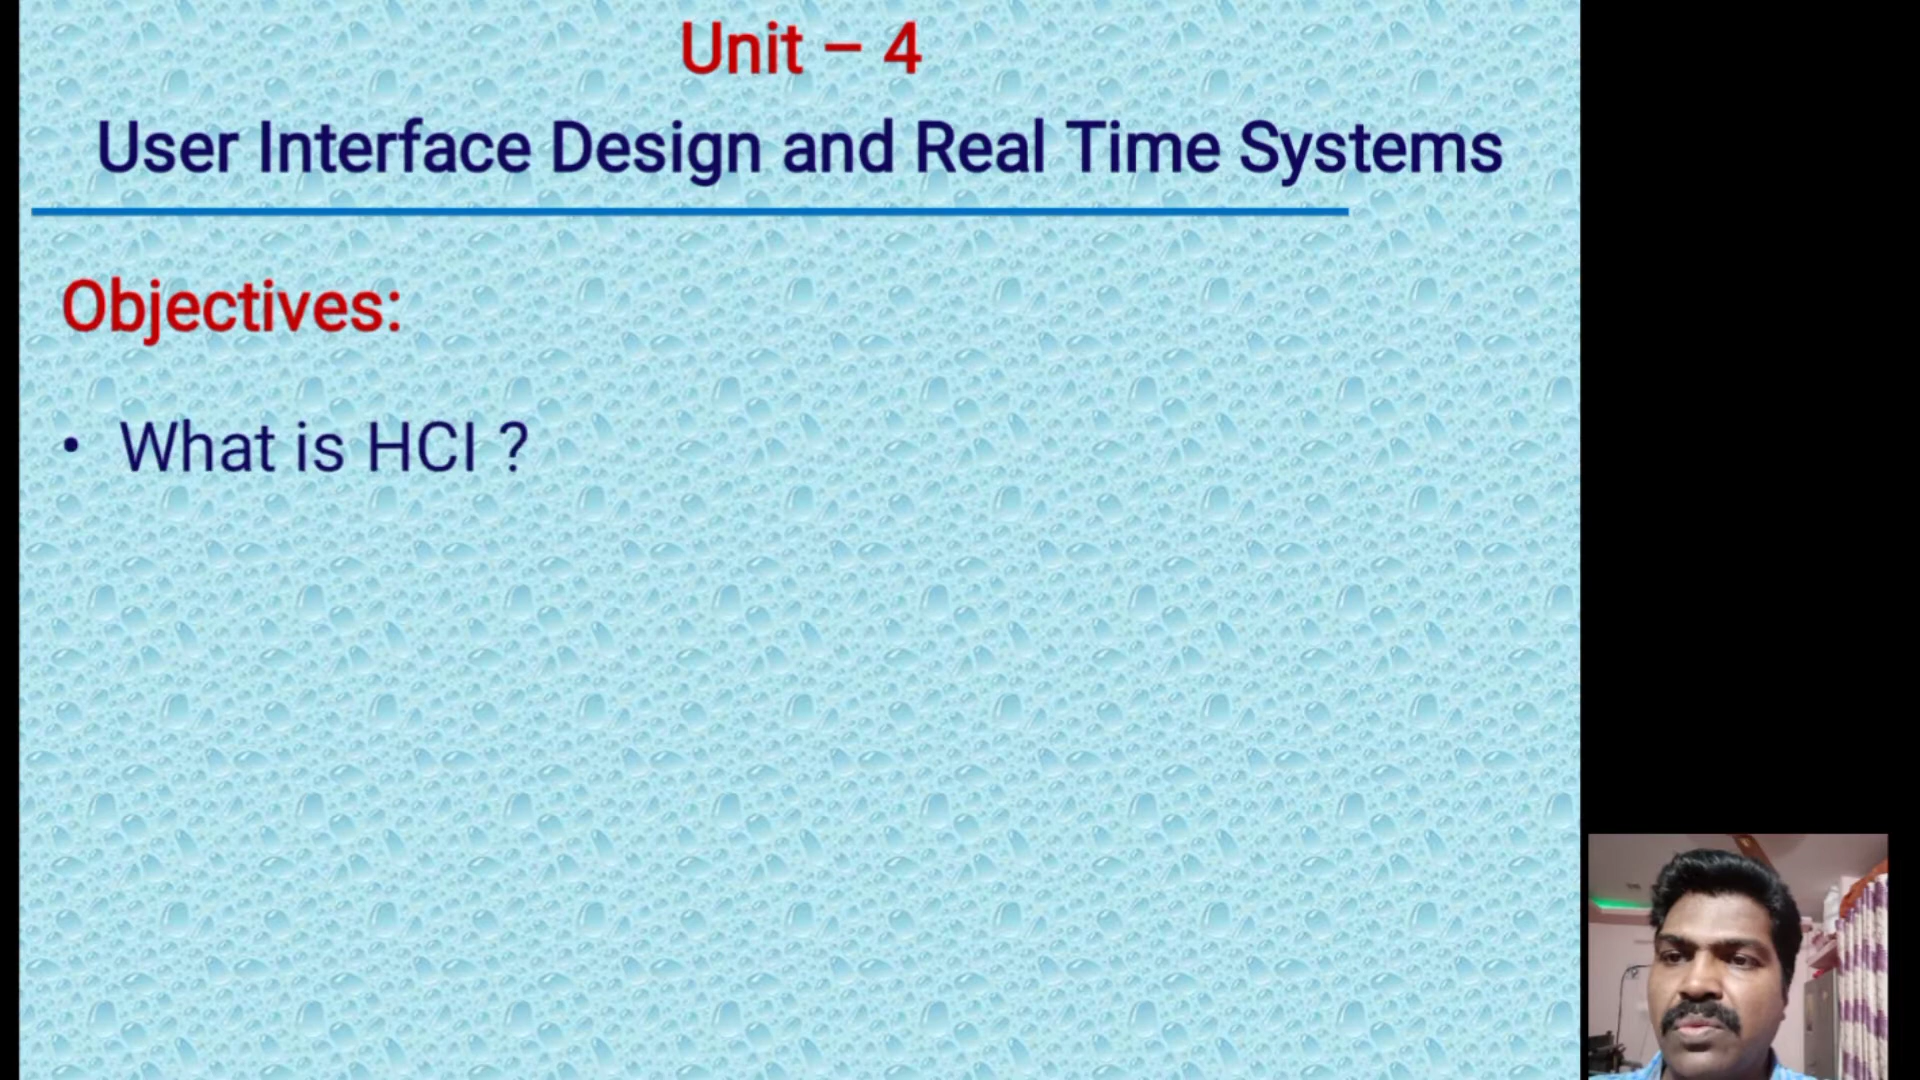 Unit – 4
User Interface Design and Real Time Systems
Objectives:
• What is HCI ?